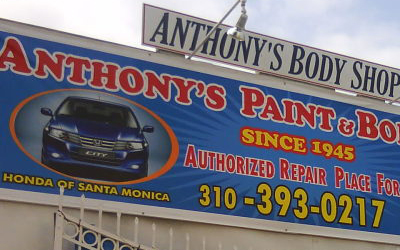 ANTHONY'S BODY SHOP
ANTHONY'S PAINT & BO
SINCE 1945
AUTHORIZED REPAIR PLACE FOR
CITY
HONDA OF SANTA MONICA
310-393-0217